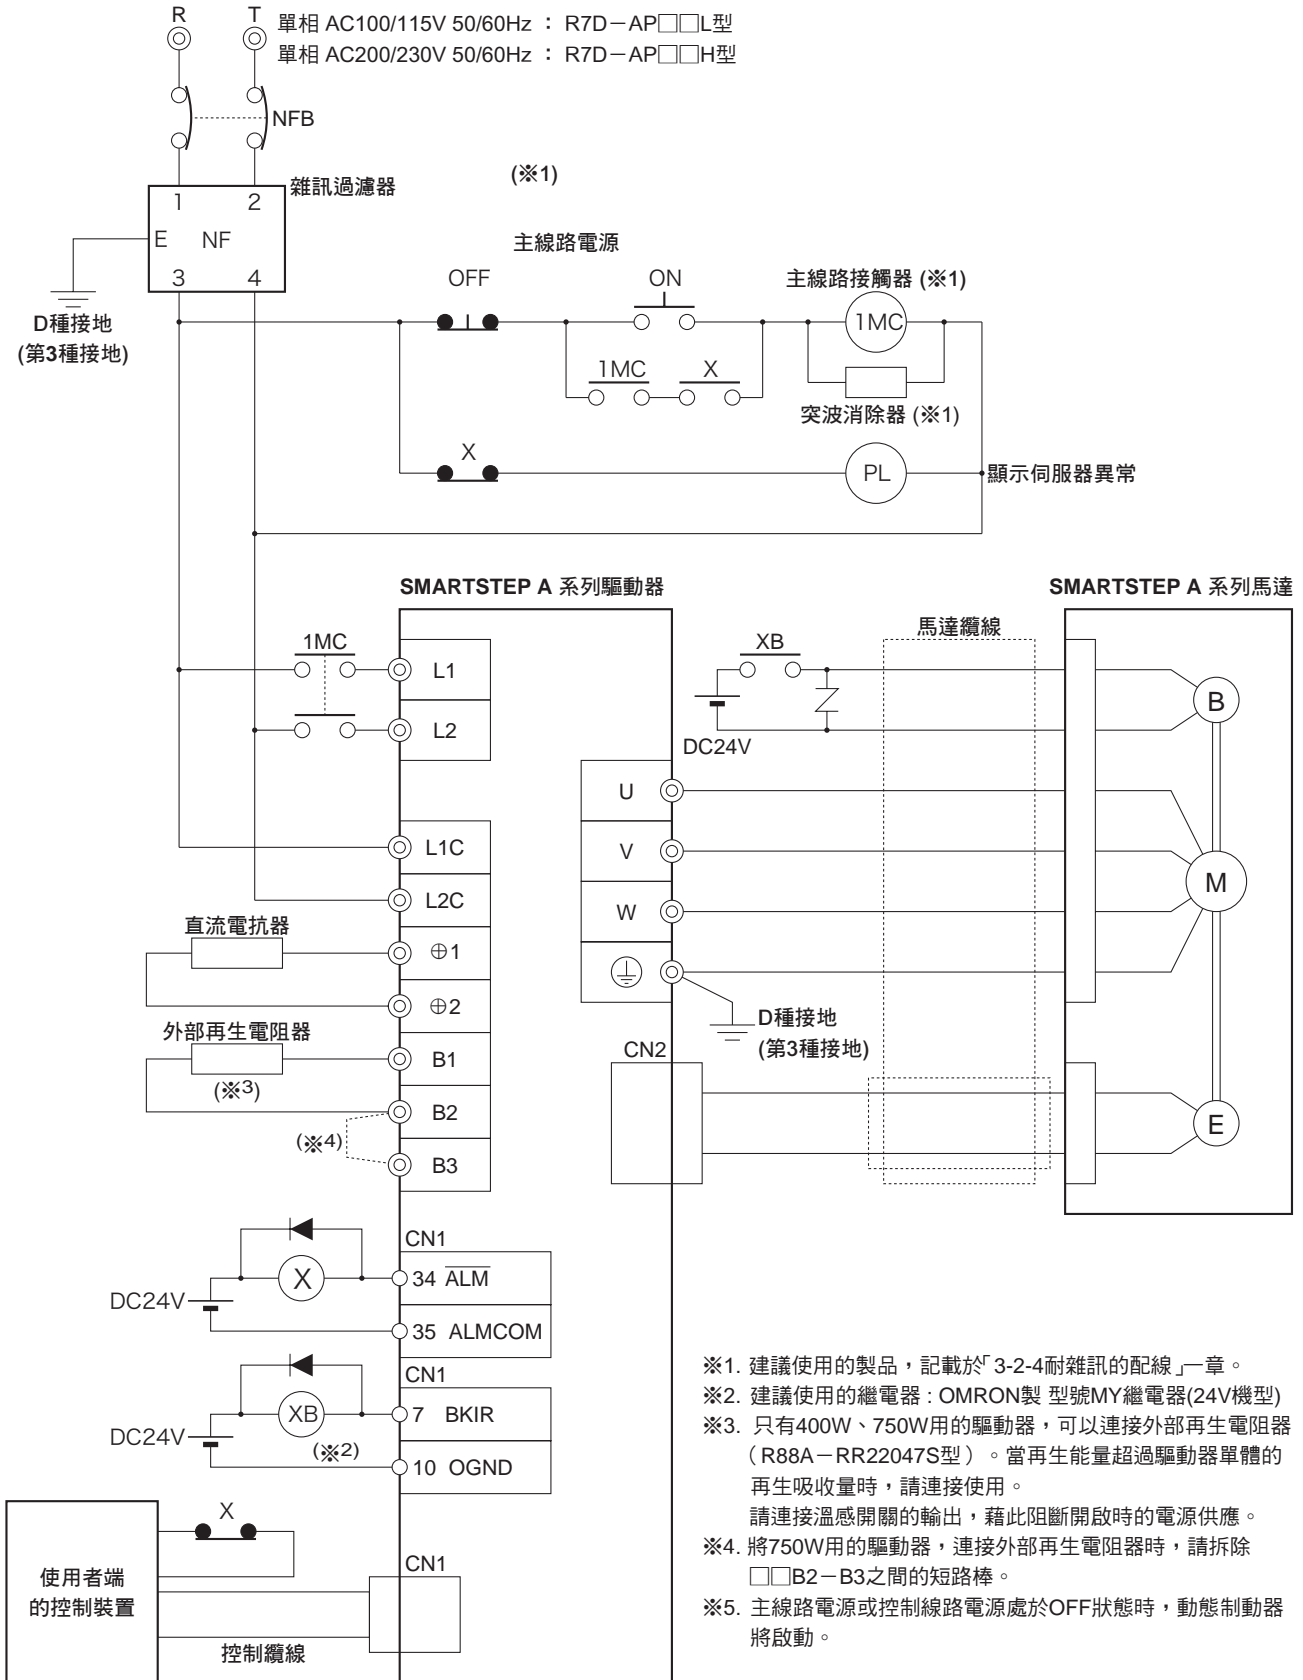 R
T
單相 AC100/115V 50/60Hz : R7D－AP□□L型
單相 AC200/230V 50/60Hz : R7D－AP□□H型
NFB
雜訊過濾器
(※1)
1
2
E
NF
3
4
D種接地
(第3種接地)
主線路電源
OFF
ON
主線路接觸器 (※1)
1MC
1MC
X
突波消除器 (※1)
X
PL
顯示伺服器異常
SMARTSTEP A 系列驅動器
SMARTSTEP A 系列馬達
1MC
L1
L2
XB
馬達纜線
DC24V
B
U
V
W
M
L1C
L2C
直流電抗器
⊕1
⊕2
D種接地
(第3種接地)
外部再生電阻器
(※3)
B1
B2
(※4)
B3
CN2
E
CN1
X
34 ALM
DC24V
35 ALMCOM
CN1
XB
7 BKIR
DC24V
(※2)
10 OGND
X
使用者端
的控制裝置
CN1
控制纜線
※1. 建議使用的製品，記載於「3-2-4耐雜訊的配線」一章。
※2. 建議使用的繼電器 : OMRON製 型號MY繼電器(24V機型)
※3. 只有400W、750W用的驅動器，可以連接外部再生電阻器
（R88A－RR22047S型）。當再生能量超過驅動器單體的
再生吸收量時，請連接使用。
請連接溫感開關的輸出，藉此阻斷開啟時的電源供應。
※4. 將750W用的驅動器，連接外部再生電阻器時，請拆除
□□B2－B3之間的短路棒。
※5. 主線路電源或控制線路電源處於OFF狀態時，動態制動器
將啟動。